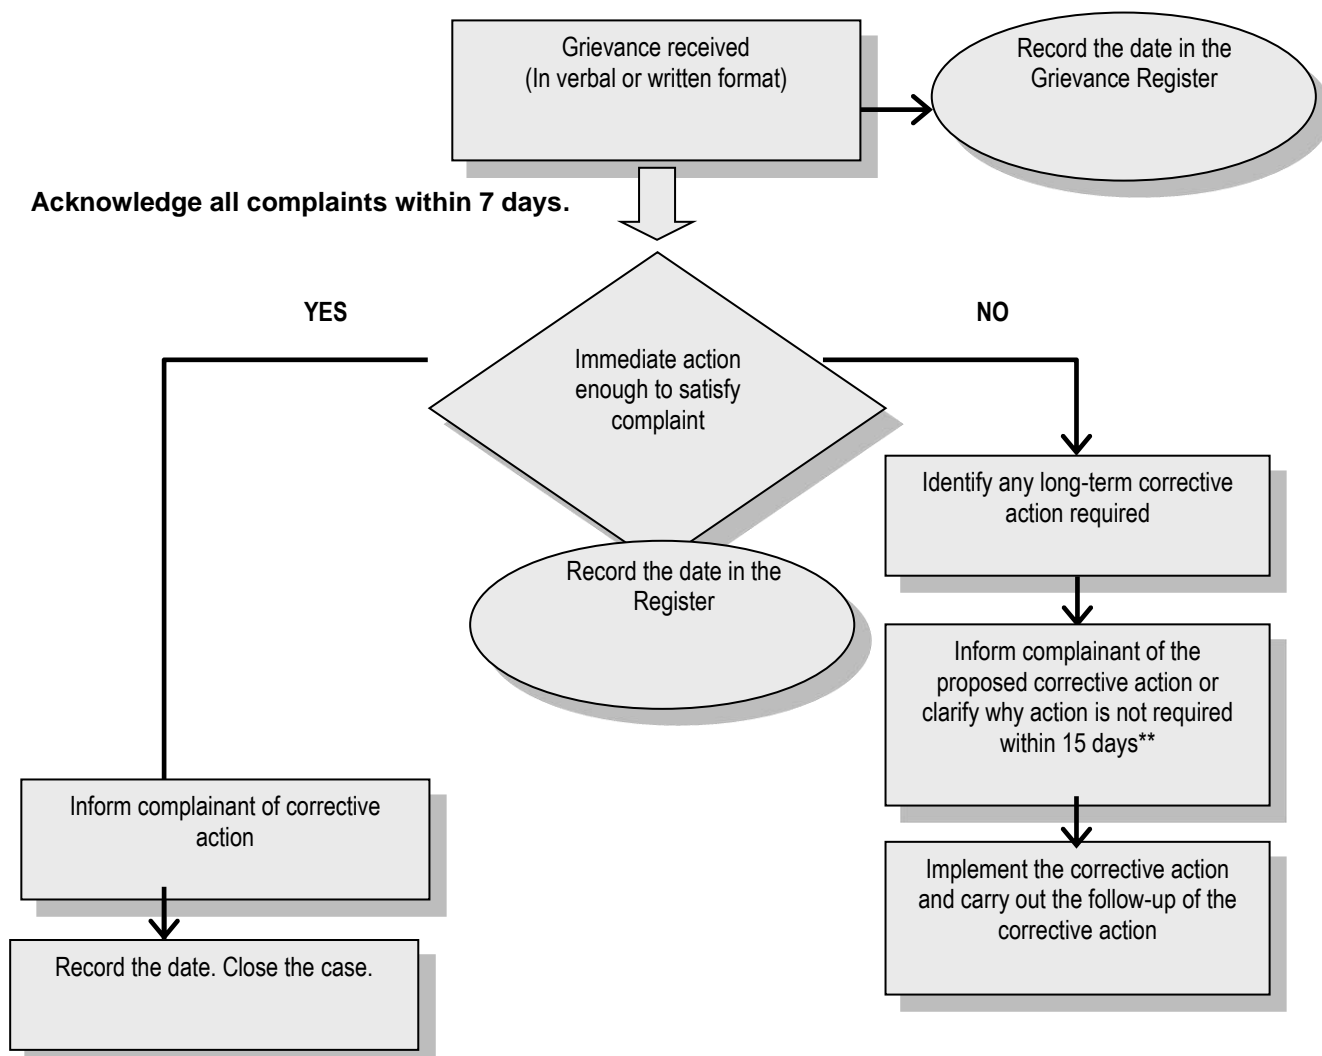 Grievance received
(In verbal or written format)
Record the date in the
Grievance Register
Acknowledge all complaints within 7 days.
YES
NO
Immediate action
enough to satisfy
complaint
Identify any long-term corrective
action required
Record the date in the
Register
Inform complainant of the
proposed corrective action or
clarify why action is not required
within 15 days**
Inform complainant of corrective
action
Implement the corrective action
and carry out the follow-up of the
corrective action
Record the date. Close the case.